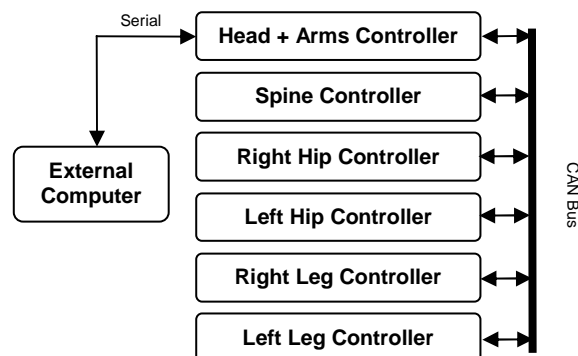 Serial
Head + Arms Controller
Spine Controller
External
Computer
Right Hip Controller
Left Hip Controller
Right Leg Controller
Left Leg Controller
CAN Bus